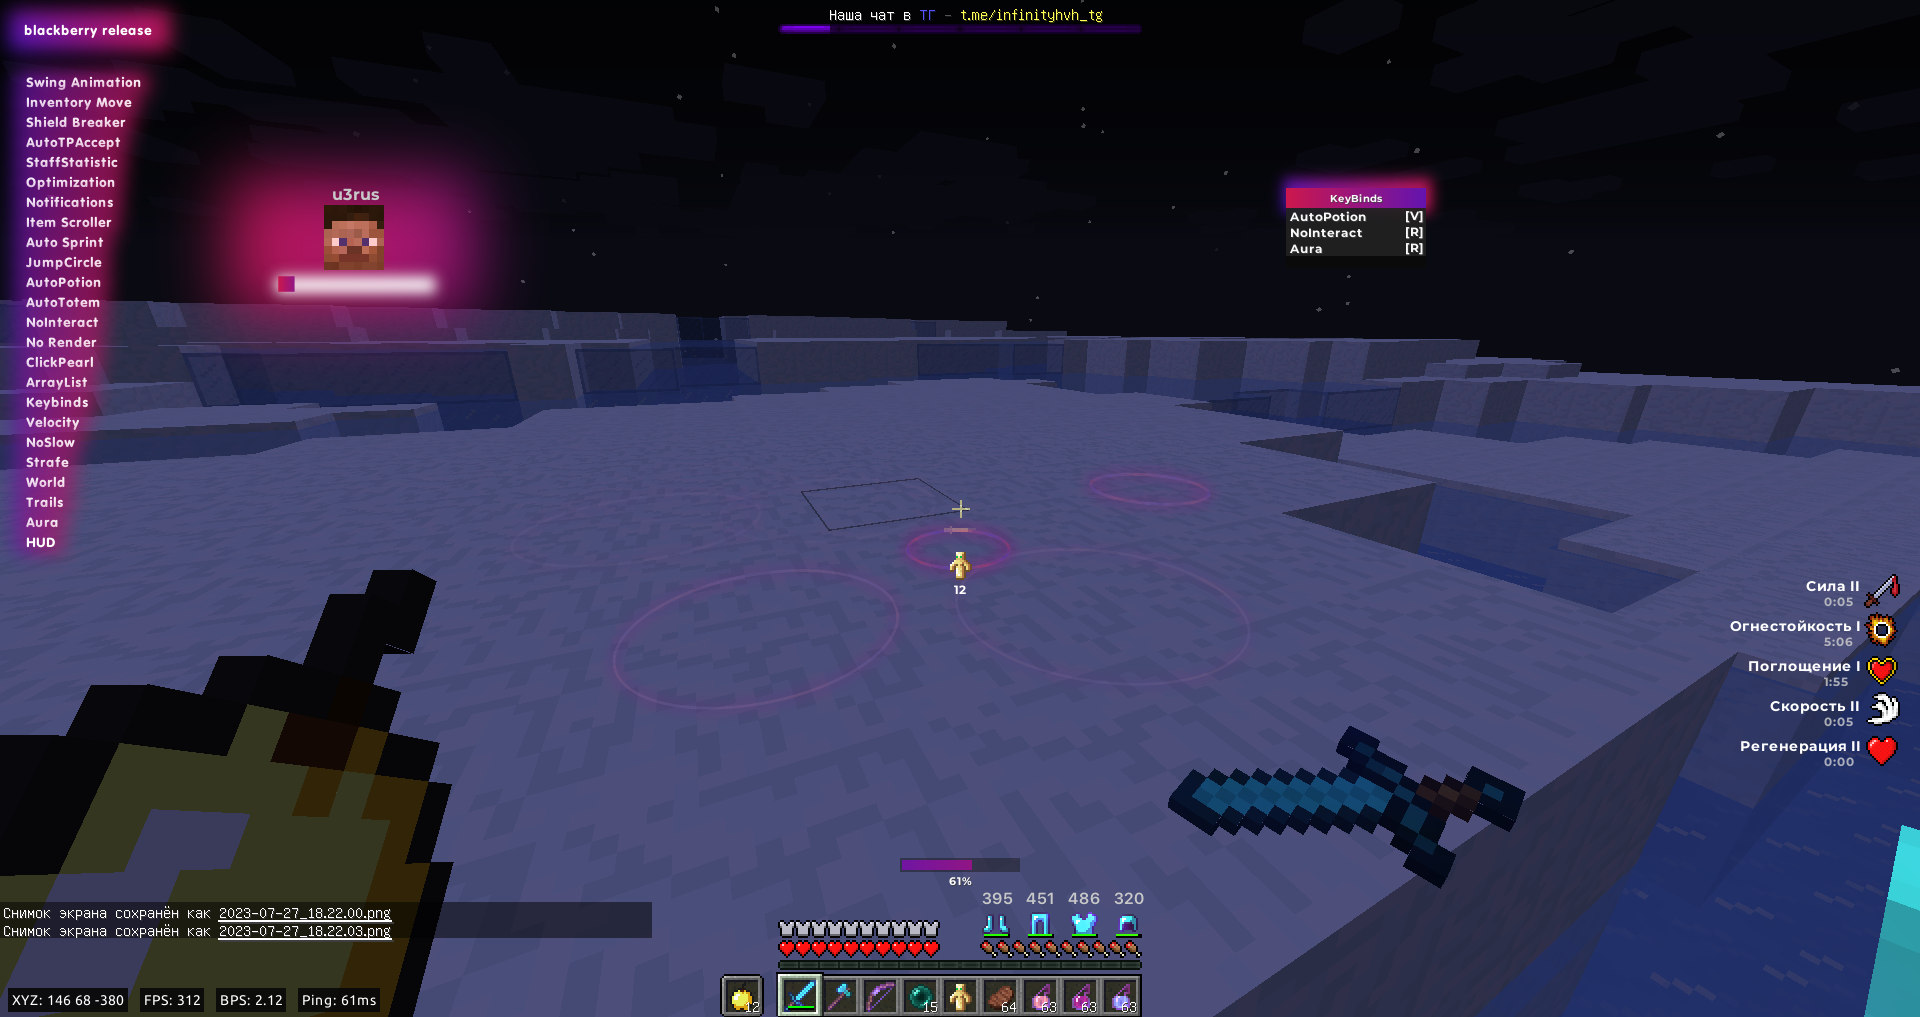 Наша чат в ТГ - t.me/infinityhvh_tg
blackberry release
Swing Animation
Inventory Move
Shield Breaker
AutoTPAccept
StaffStatistic
Optimization
Notifications
Item Scroller
Auto Sprint
JumpCircle
AutoPotion
AutoTotem
NoInteract
No Render
ClickPearl
ArrayList
Keybinds
Velocity
NoSlow
Strafe
World
Trails
Aura
HUD
u3rus
KeyBinds
AutoPotion [V]
NoInteract [R]
Aura [R]
12
Сила II
0:05
Огнестойкость I
5:06
Поглощение I
1:55
Скорость II
0:05
Регенерация II
0:00
61%
395 451 486 320
Снимок экрана сохранён как 2023-07-27_18.22.00.png
Снимок экрана сохранён как 2023-07-27_18.22.03.png
XYZ: 146 68 -380 FPS: 312 BPS: 2.12 Ping: 61ms
12 15 64 63 63 63